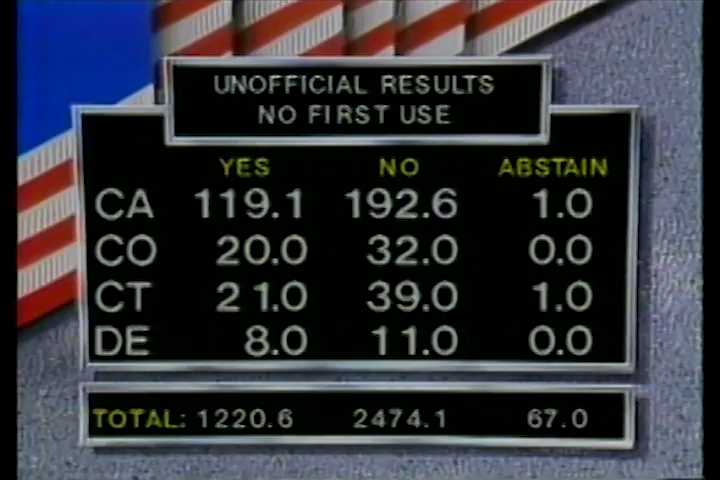 UNOFFICIAL RESULTS
NO FIRST USE
YES NO ABSTAIN
CA 119.1 192.6 1.0
CO 20.0 32.0 0.0
CT 21.0 39.0 1.0
DE 8.0 11.0 0.0
TOTAL: 1220.6 2474.1 67.0